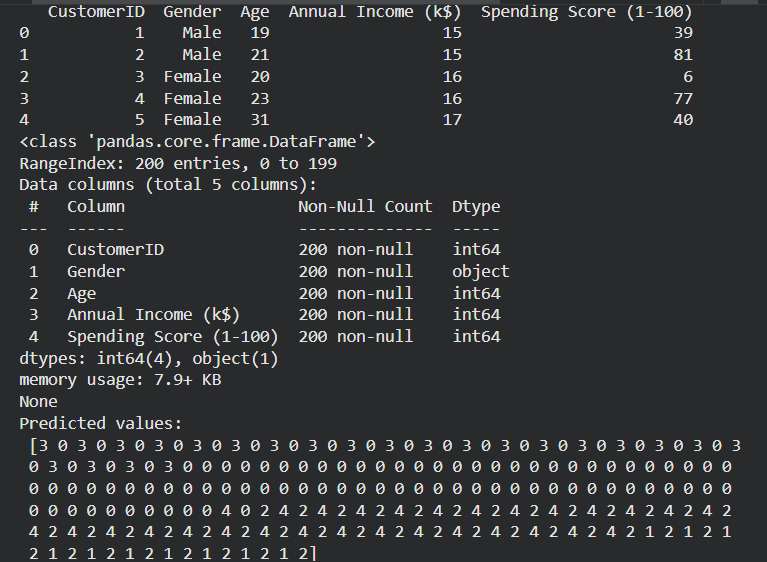 CustomerID Gender Age Annual Income (k$) Spending Score (1-100)
0 1 Male 19 15 39
1 2 Male 21 15 81
2 3 Female 20 16 6
3 4 Female 23 16 77
4 5 Female 31 17 40
<class 'pandas.core.frame.DataFrame'>
RangeIndex: 200 entries, 0 to 199
Data columns (total 5 columns):
# Column Non-Null Count Dtype
--- ------ -------------- -----
0 CustomerID 200 non-null int64
1 Gender 200 non-null object
2 Age 200 non-null int64
3 Annual Income (k$) 200 non-null int64
4 Spending Score (1-100) 200 non-null int64
dtypes: int64(4), object(1)
memory usage: 7.9+ KB
None
Predicted values:
[3 0 3 0 3 0 3 0 3 0 3 0 3 0 3 0 3 0 3 0 3 0 3 0 3 0 3 0 3 0 3 0 3 0 3 0 3
0 3 0 3 0 3 0 3 0 0 0 0 0 0 0 0 0 0 0 0 0 0 0 0 0 0 0 0 0 0 0 0 0 0 0 0 0
0 0 0 0 0 0 0 0 0 0 0 0 0 0 0 0 0 0 0 0 0 0 0 0 0 0 0 0 0 0 0 0 0 0 0 0 0
0 0 0 0 0 0 0 0 0 0 4 0 2 4 2 4 2 4 2 4 2 4 2 4 2 4 2 4 2 4 2 4 2 4 2 4 2
4 2 4 2 4 2 4 2 4 2 4 2 4 2 4 2 4 2 4 2 4 2 4 2 4 2 4 2 4 2 4 2 1 2 1 2 1
2 1 2 1 2 1 2 1 2 1 2 1 2 1 2]